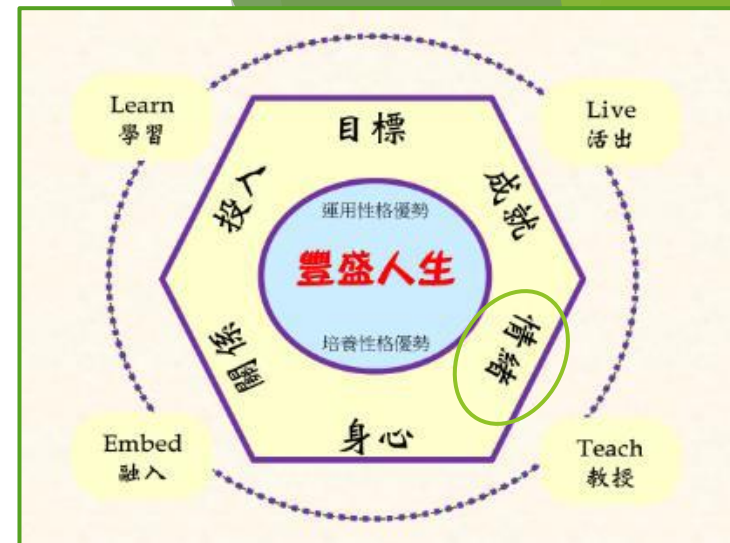 Learn
學習
Live
活出
目標
投入
成就
運用性格優勢
豐盛人生
培養性格優勢
關係
情緒
身心
Embed
融入
Teach
教授